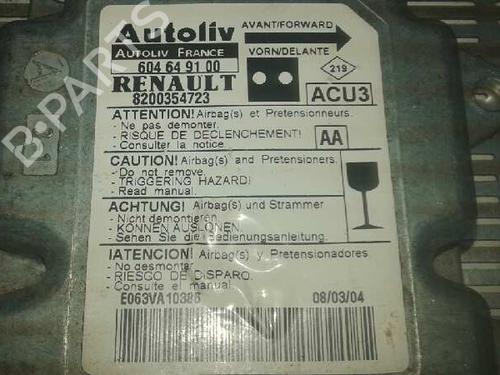 Autoliv
AVANT/FORWARD
AUTOLIV FRANCE
VORN/DELANTE
604 64 91 00
RENAULT
8200354723
219
ACU3
ATTENTION! Airbag(s) et Pretensionneurs
- Ne pas demonter.
- RISQUE DE DECLENCHEMENT!
- Consulter la notice
AA
CAUTION! Airbag(s) and Pretensioners
- Do not remove.
- TRIGGERING HAZARD!
- Read manual.
ACHTUNG! Airbag(s) und Strammer
- Nicht demontieren.
- KÖNNEN AUSLÖNEN.
- Sehen Sie die Bedienungsanleitung.
¡ATENCION! Airbag(s) y Pretensionadores
- No desmontar.
- RIESGO DE DISPARO.
- Consulte el manual
E063VA10386
08/03/04
B-PARTS